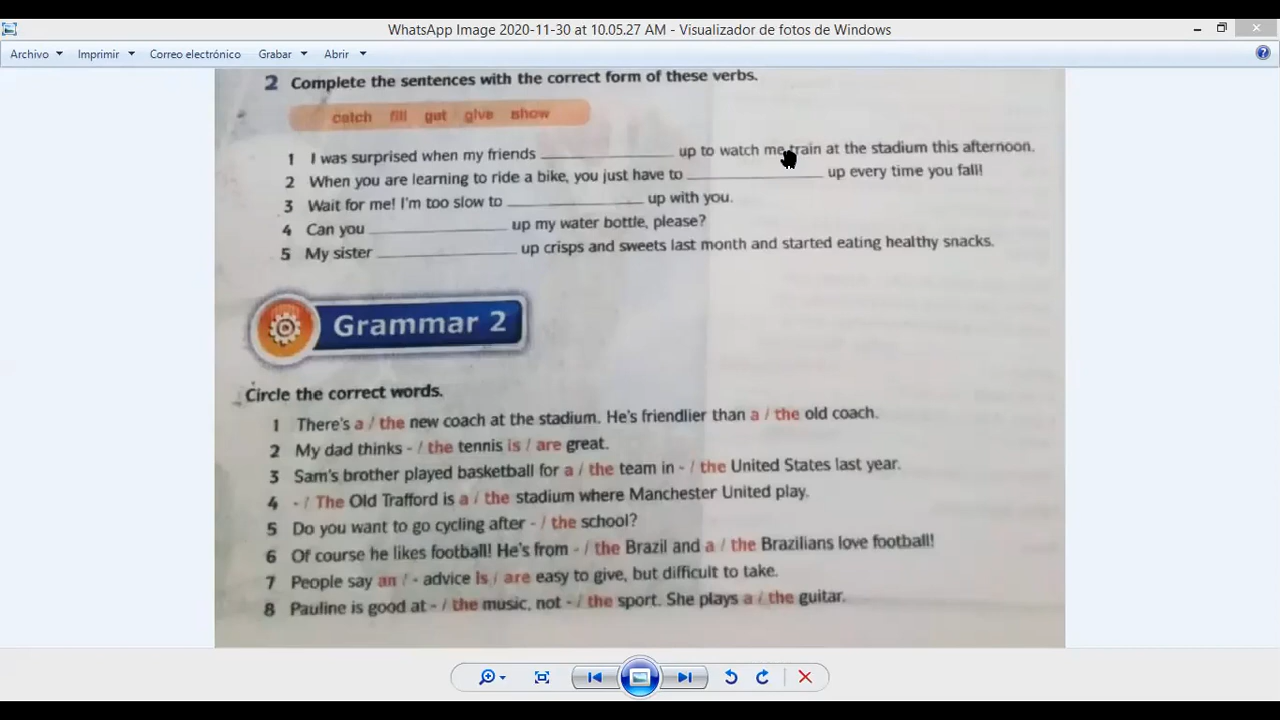 WhatsApp Image 2020-11-30 at 10.05.27 AM - Visualizador de fotos de Windows
Archivo Imprimir Correo electrónico Grabar Abrir
2 Complete the sentences with the correct form of these verbs.
catch fill get give show
1 I was surprised when my friends ______________ up to watch me train at the stadium this afternoon.
2 When you are learning to ride a bike, you just have to ______________ up every time you fall!
3 Wait for me! I'm too slow to ______________ up with you.
4 Can you ______________ up my water bottle, please?
5 My sister ______________ up crisps and sweets last month and started eating healthy snacks.
Grammar 2
Circle the correct words.
1 There's a / the new coach at the stadium. He's friendlier than a / the old coach.
2 My dad thinks - / the tennis is / are great.
3 Sam's brother played basketball for a / the team in - / the United States last year.
4 - / The Old Trafford is a / the stadium where Manchester United play.
5 Do you want to go cycling after - / the school?
6 Of course he likes football! He's from - / the Brazil and a / the Brazilians love football!
7 People say an / - advice is / are easy to give, but difficult to take.
8 Pauline is good at - / the music, not - / the sport. She plays a / the guitar.